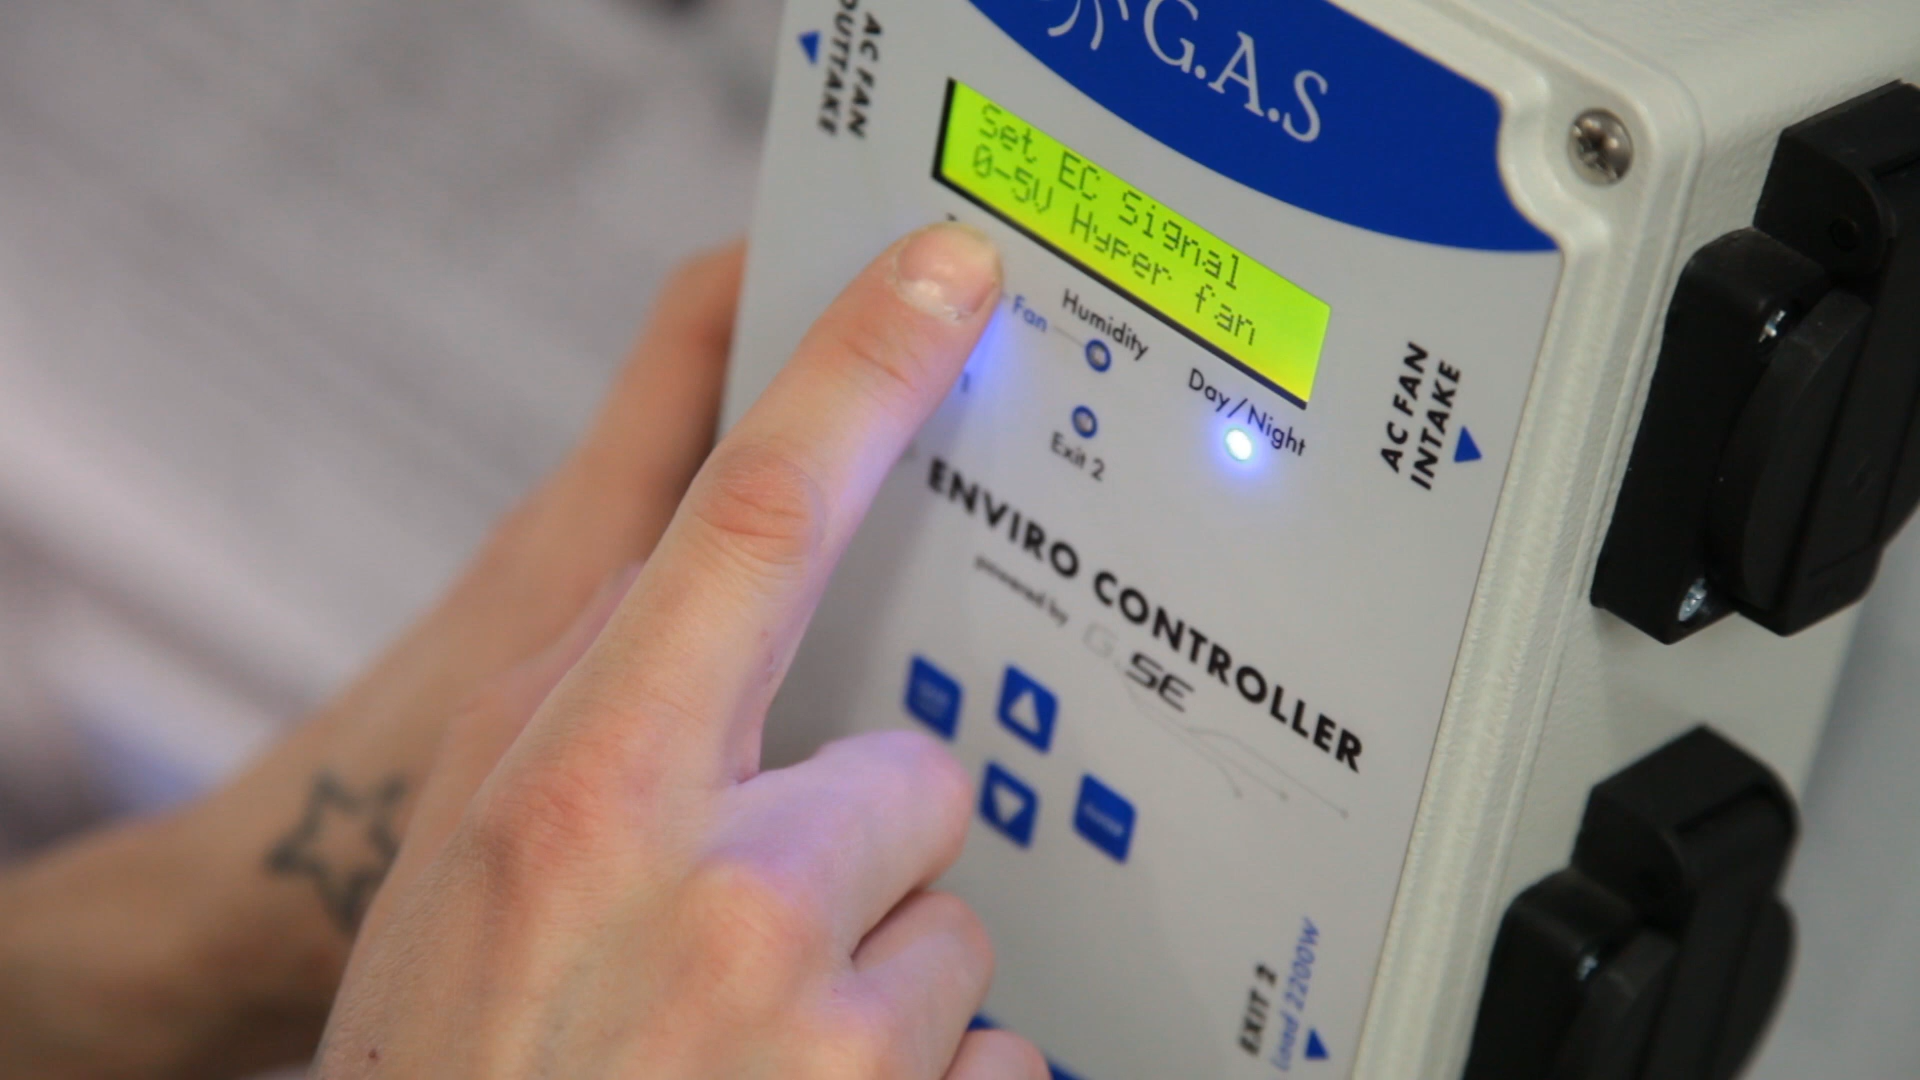 G.A.S
AC FAN
OUTTAKE
Set EC Signal
0-5V Hyper fan
Fan
Humidity
1
Day/Night
Exit 2
AC FAN
INTAKE
ENVIRO CONTROLLER
powered by
SE
EXIT 2
Load 2200W